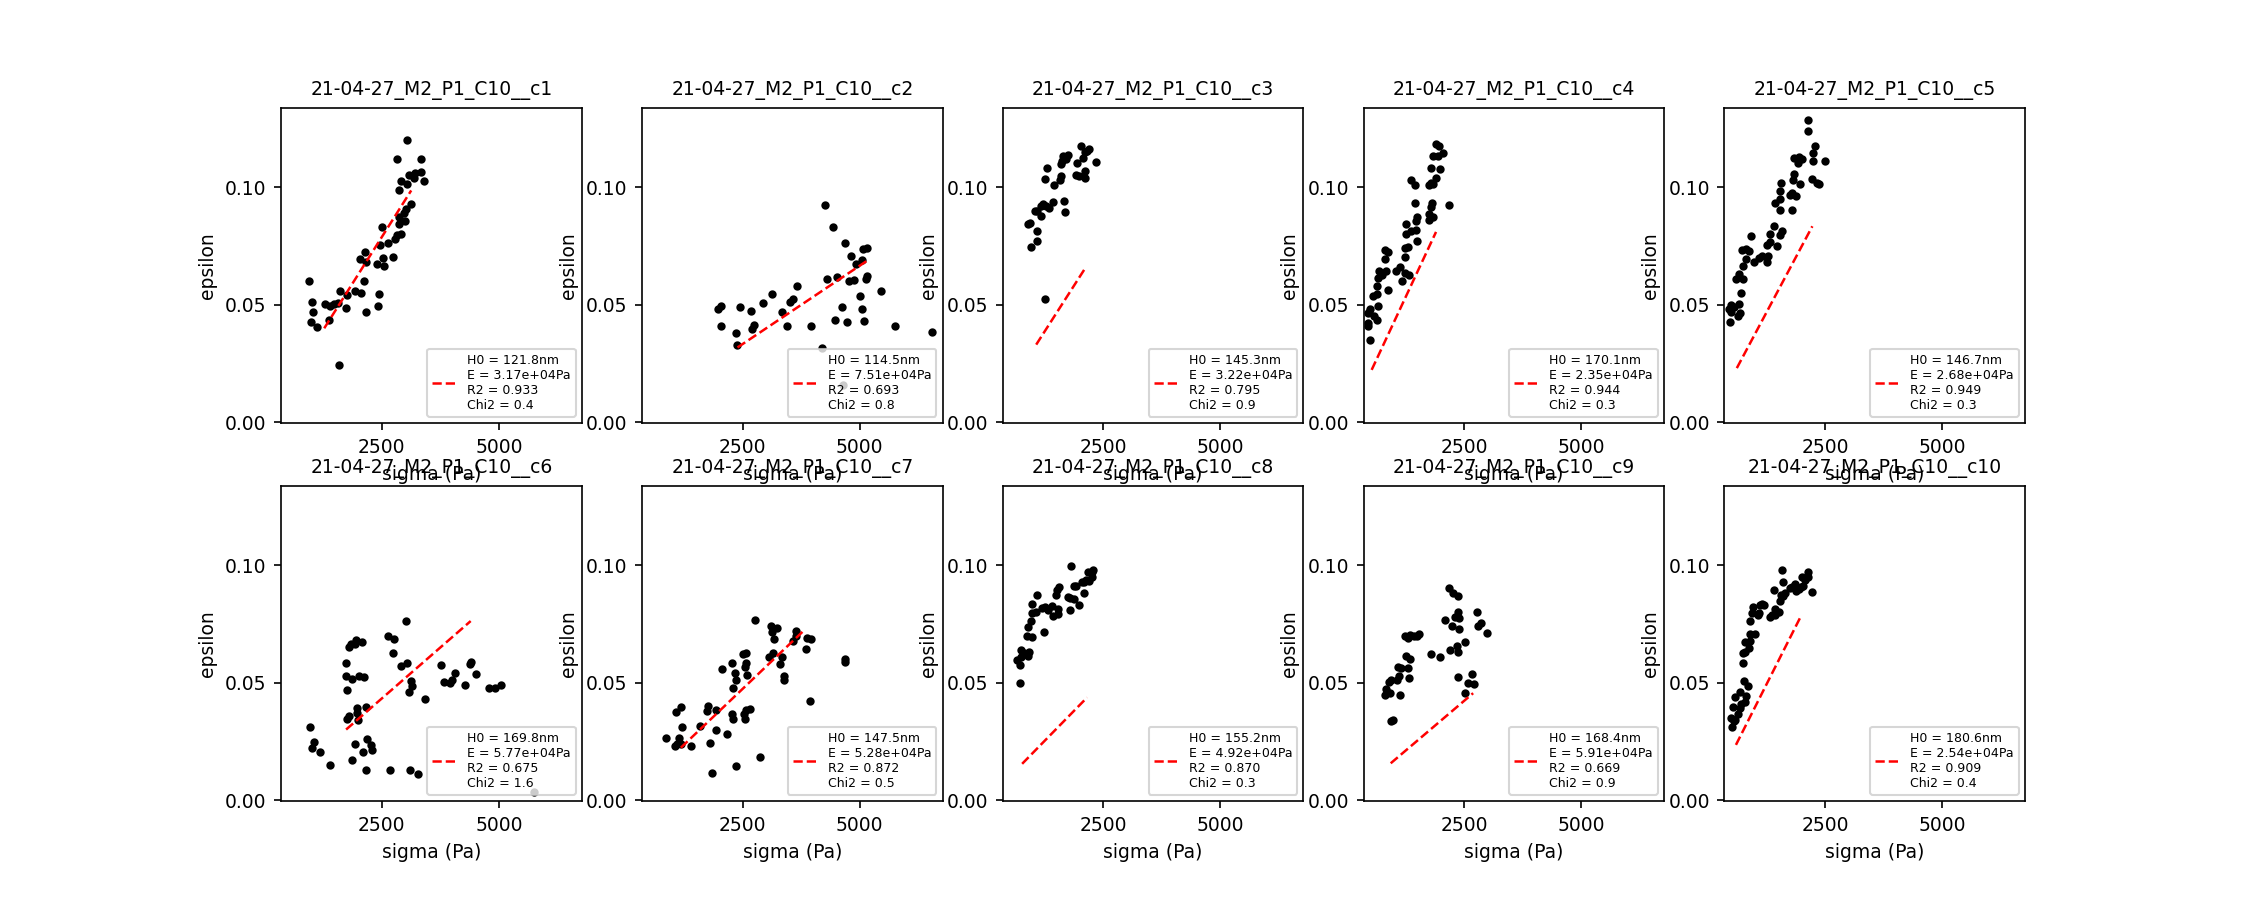 21-04-27_M2_P1_C10__c1
epsilon
0.10
0.05
0.00
2500
5000
sigma (Pa)
H0 = 121.8nm
E = 3.17e+04Pa
R2 = 0.933
Chi2 = 0.4
21-04-27_M2_P1_C10__c2
epsilon
0.10
0.05
0.00
2500
5000
sigma (Pa)
H0 = 114.5nm
E = 7.51e+04Pa
R2 = 0.693
Chi2 = 0.8
21-04-27_M2_P1_C10__c3
epsilon
0.10
0.05
0.00
2500
5000
sigma (Pa)
H0 = 145.3nm
E = 3.22e+04Pa
R2 = 0.795
Chi2 = 0.9
21-04-27_M2_P1_C10__c4
epsilon
0.10
0.05
0.00
2500
5000
sigma (Pa)
H0 = 170.1nm
E = 2.35e+04Pa
R2 = 0.944
Chi2 = 0.3
21-04-27_M2_P1_C10__c5
epsilon
0.10
0.05
0.00
2500
5000
sigma (Pa)
H0 = 146.7nm
E = 2.68e+04Pa
R2 = 0.949
Chi2 = 0.3
21-04-27_M2_P1_C10__c6
epsilon
0.10
0.05
0.00
2500
5000
sigma (Pa)
H0 = 169.8nm
E = 5.77e+04Pa
R2 = 0.675
Chi2 = 1.6
21-04-27_M2_P1_C10__c7
epsilon
0.10
0.05
0.00
2500
5000
sigma (Pa)
H0 = 147.5nm
E = 5.28e+04Pa
R2 = 0.872
Chi2 = 0.5
21-04-27_M2_P1_C10__c8
epsilon
0.10
0.05
0.00
2500
5000
sigma (Pa)
H0 = 155.2nm
E = 4.92e+04Pa
R2 = 0.870
Chi2 = 0.3
21-04-27_M2_P1_C10__c9
epsilon
0.10
0.05
0.00
2500
5000
sigma (Pa)
H0 = 168.4nm
E = 5.91e+04Pa
R2 = 0.669
Chi2 = 0.9
21-04-27_M2_P1_C10__c10
epsilon
0.10
0.05
0.00
2500
5000
sigma (Pa)
H0 = 180.6nm
E = 2.54e+04Pa
R2 = 0.909
Chi2 = 0.4